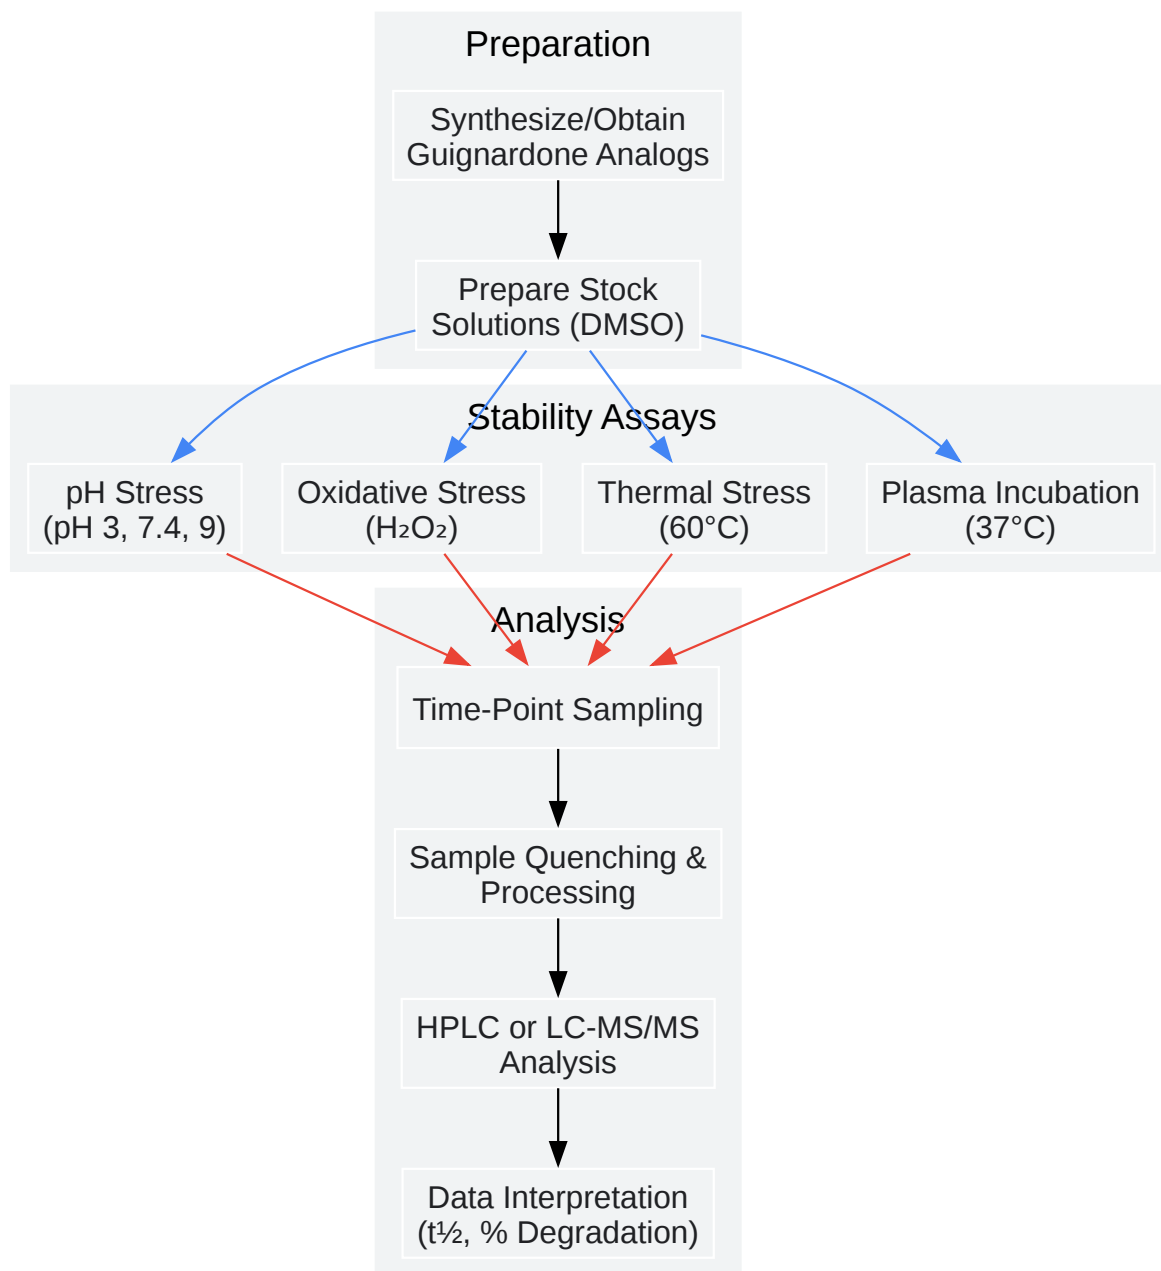 Preparation
Synthesize/Obtain
Guignardone Analogs
Prepare Stock
Solutions (DMSO)
Stability Assays
pH Stress
(pH 3, 7.4, 9)
Oxidative Stress
(H₂O₂)
Thermal Stress
(60°C)
Plasma Incubation
(37°C)
Analysis
Time-Point Sampling
Sample Quenching &
Processing
HPLC or LC-MS/MS
Analysis
Data Interpretation
(t½, % Degradation)